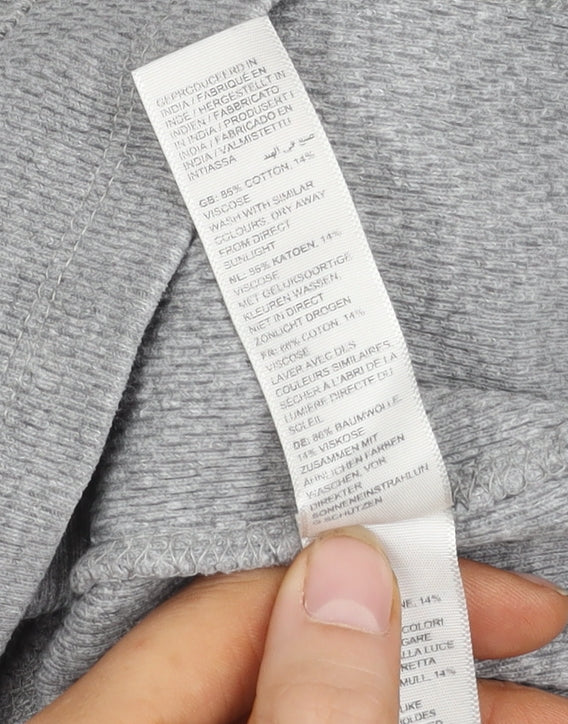 GEPRODUCEERD IN
INDIA / FABRIQUÉ EN
INDE / HERGESTELLT IN
INDIEN / FABBRICATO
IN INDIA / PRODUSERT I
INDIA / FABRICADO EN
INDIA / VALMISTETTU
INTIASSA
صنع في الهند
GB: 86% COTTON, 14%
VISCOSE
WASH WITH SIMILAR
COLOURS. DRY AWAY
FROM DIRECT
SUNLIGHT
NL: 86% KATOEN, 14%
VISCOSE
MET GELIJKSOORTIGE
KLEUREN WASSEN.
NIET IN DIRECT
ZONLICHT DROGEN
FR: 86% COTON, 14%
VISCOSE
LAVER AVEC DES
COULEURS SIMILAIRES.
SÉCHER À L'ABRI DE LA
LUMIÈRE DIRECTE DU
SOLEIL
DE: 86% BAUMWOLLE,
14% VISKOSE
ZUSAMMEN MIT
ÄHNLICHEN FARBEN
WASCHEN. VOR
DIREKTER
SONNENEINSTRAHLUN
G SCHÜTZEN
NE, 14%
COLORI
GARE
LLA LUCE
RETTA
MULL, 14%
LIKE